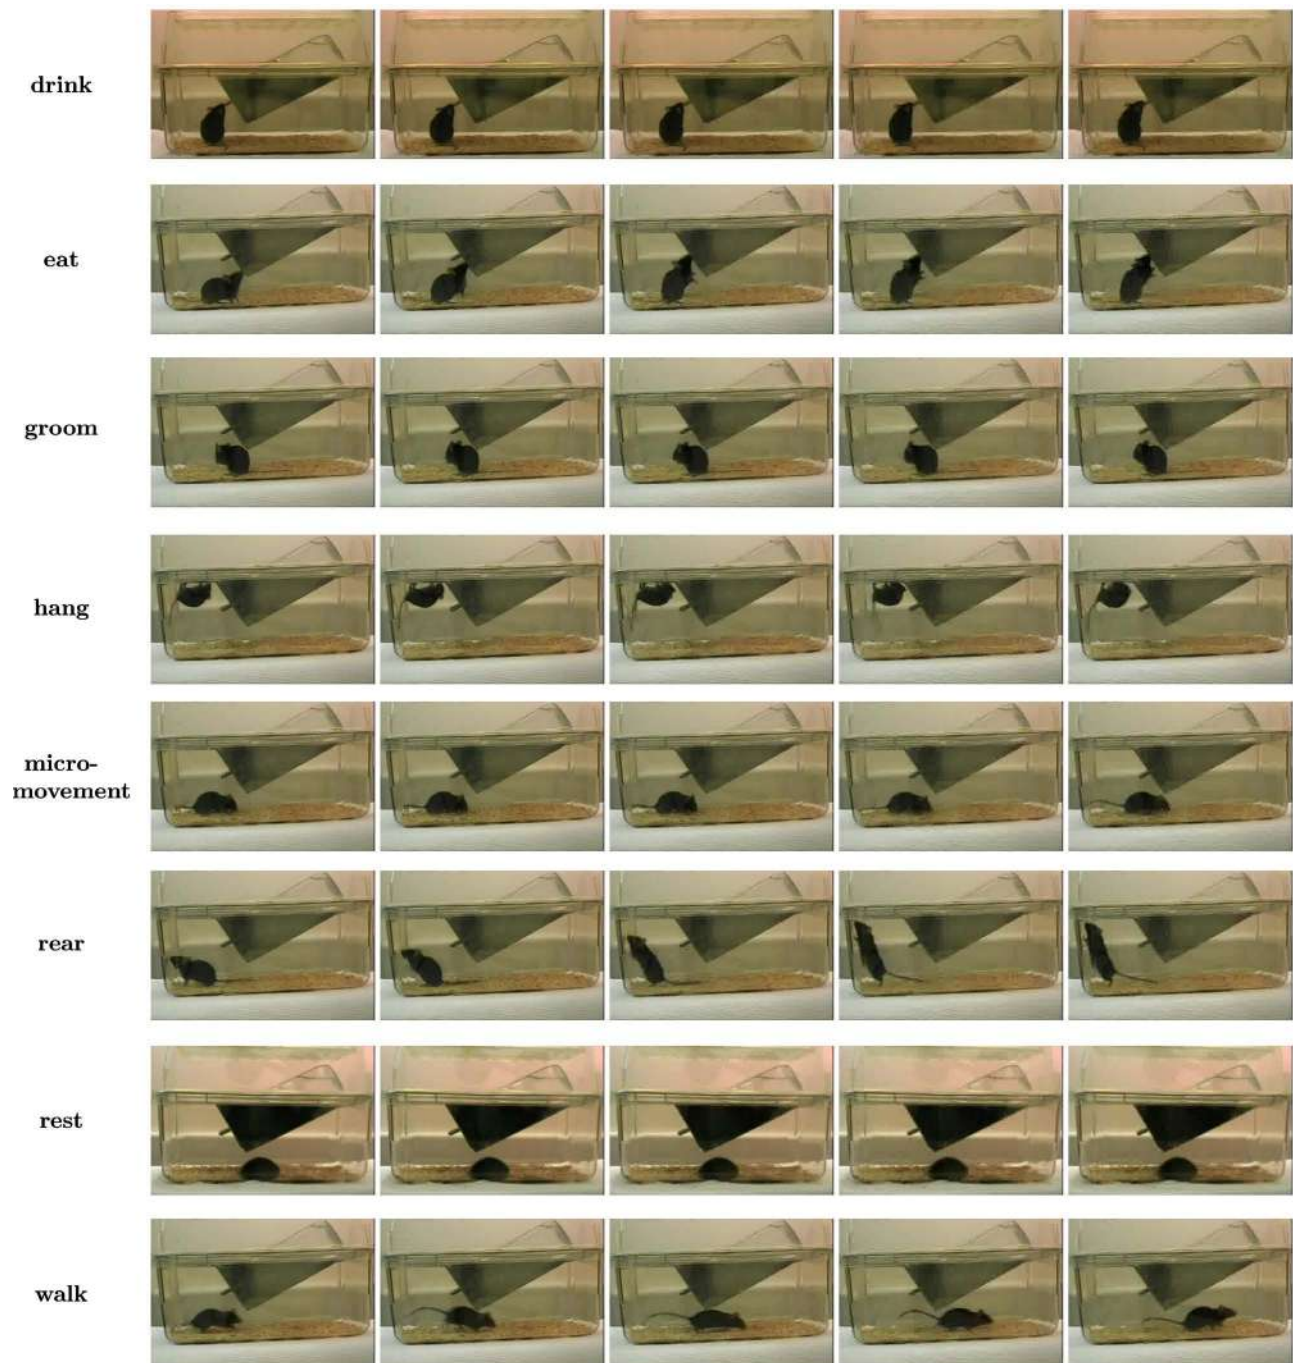 drink
eat
groom
hang
micro-
movement
rear
rest
walk